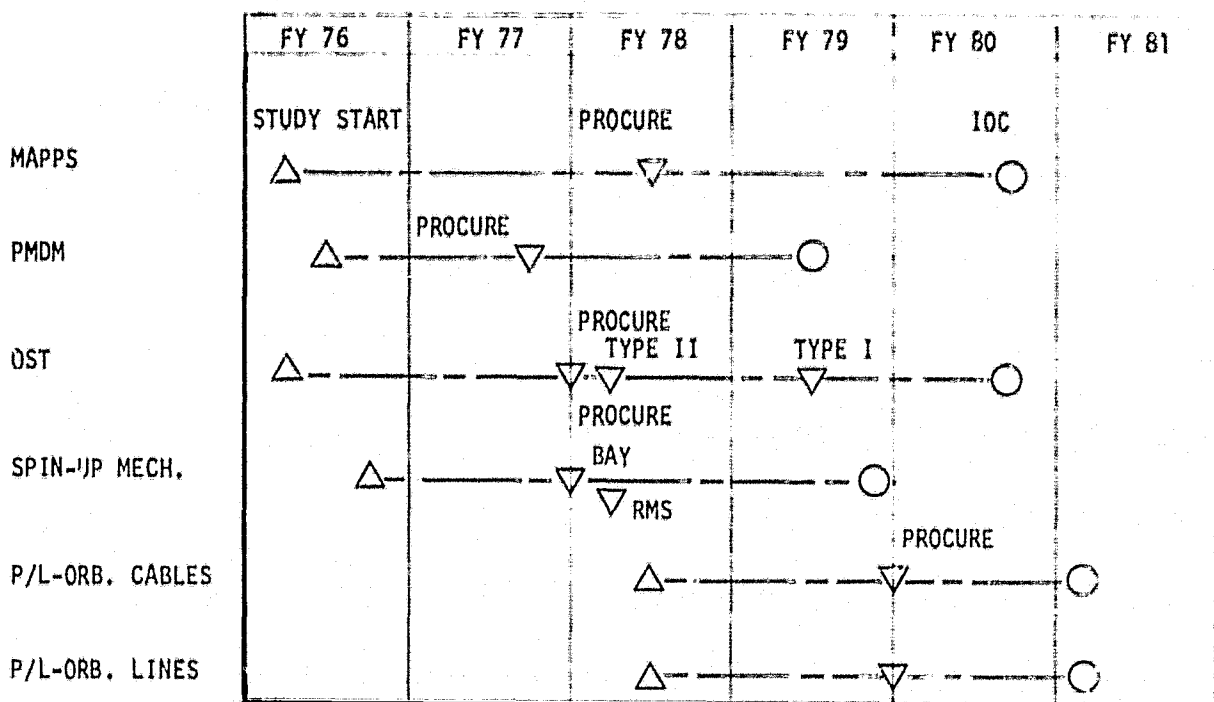 FY 76 FY 77 FY 78 FY 79 FY 80 FY 81
STUDY START PROCURE IOC
MAPPS
PROCURE
PMDM
PROCURE
TYPE II TYPE I
OST
PROCURE
BAY
SPIN-UP MECH.
RMS
PROCURE
P/L-ORB. CABLES
P/L-ORB. LINES